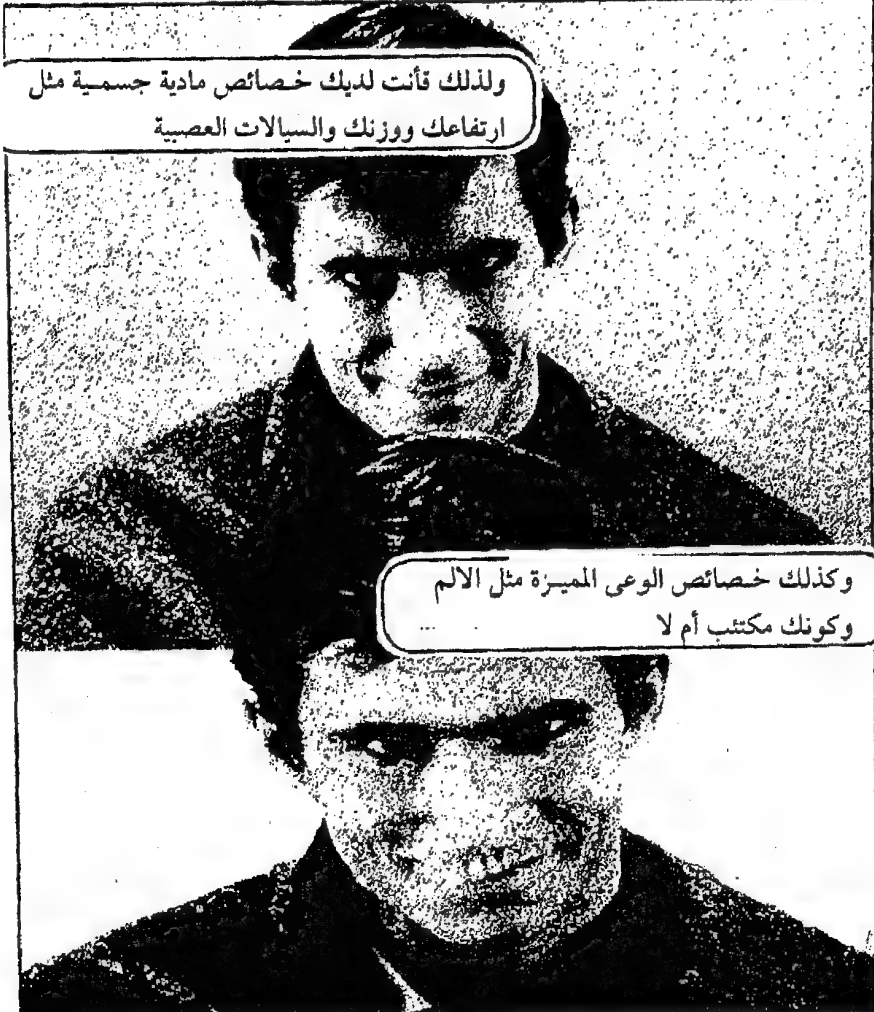 ولذلك قأنت لديك خصائص مادية جسمية مثل
ارتفاعك ووزنك والسيالات العصبية
وكذلك خصائص الوعى المميزة مثل الالم
وكونك مكتئب أم لا ...